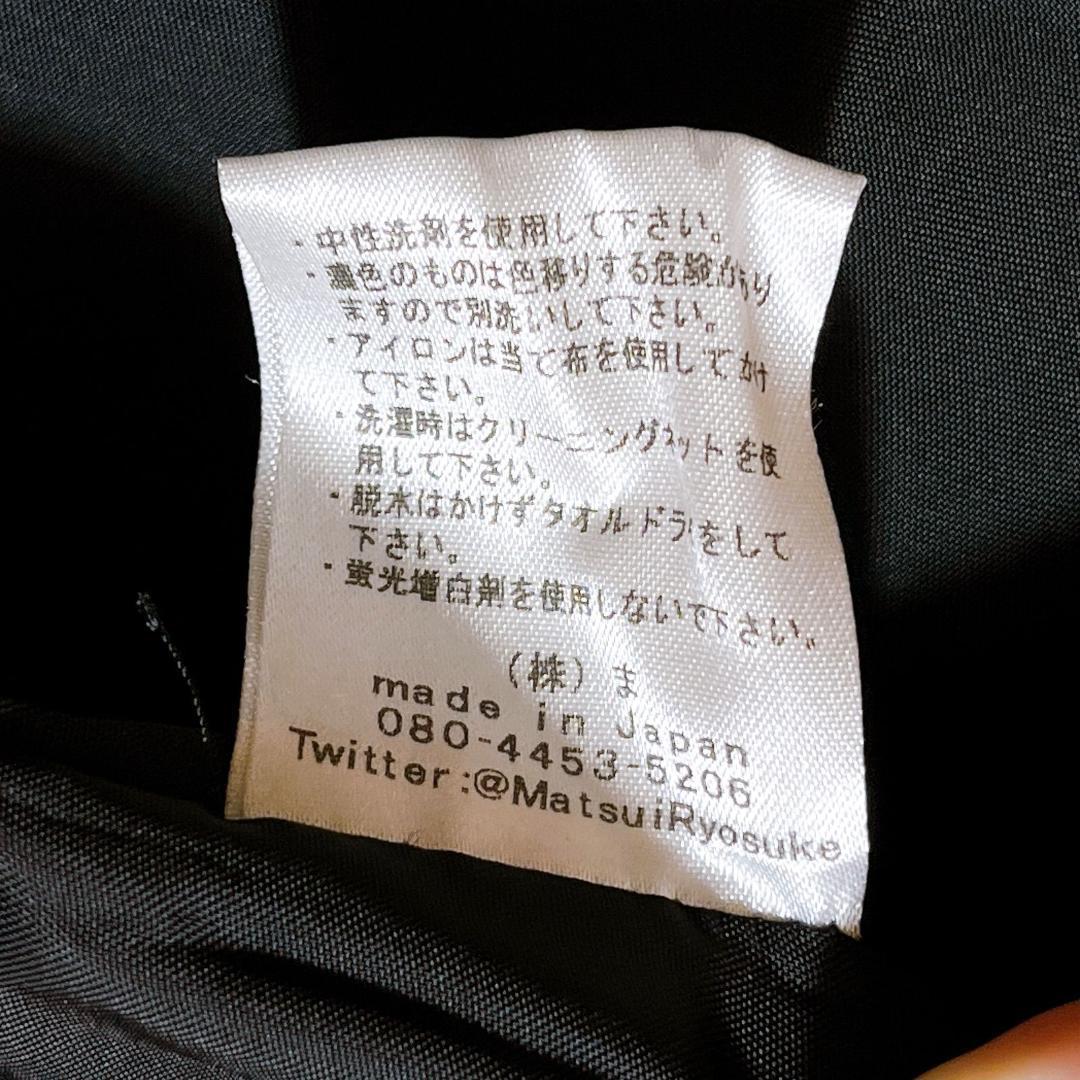 ・中性洗剤を使用して下さい。
・濃色のものは色移りする危険があり
ますので別洗いして下さい。
・アイロンは当て布を使用してかけ
て下さい。
・洗濯時はクリーニングネットを使
用して下さい。
・脱水はかけずタオルドライをして
下さい。
・蛍光増白剤を使用しないで下さい。
(株)ま
made in Japan
080-4453-5206
Twitter:@MatsuiRyosuke